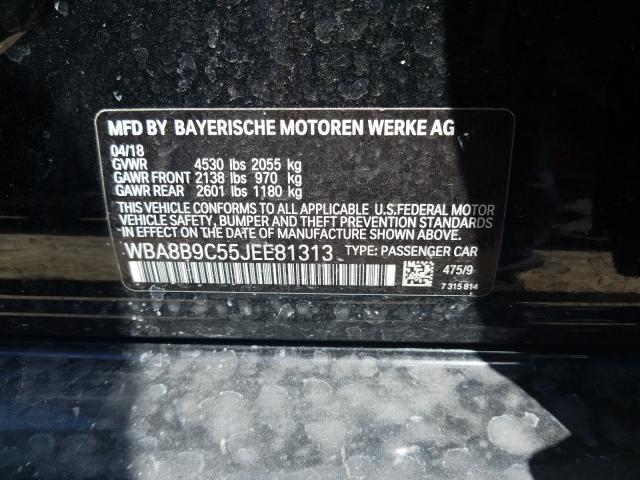 MFD BY BAYERISCHE MOTOREN WERKE AG
04/18
GVWR 4530 lbs 2055 kg
GAWR FRONT 2138 lbs 970 kg
GAWR REAR 2601 lbs 1180 kg
THIS VEHICLE CONFORMS TO ALL APPLICABLE U.S.FEDERAL MOTOR
VEHICLE SAFETY, BUMPER AND THEFT PREVENTION STANDARDS
IN EFFECT ON THE DATE OF MANUFACTURE SHOWN ABOVE.
WBA8B9C55JEE81313 TYPE: PASSENGER CAR
475/9
7 315 814